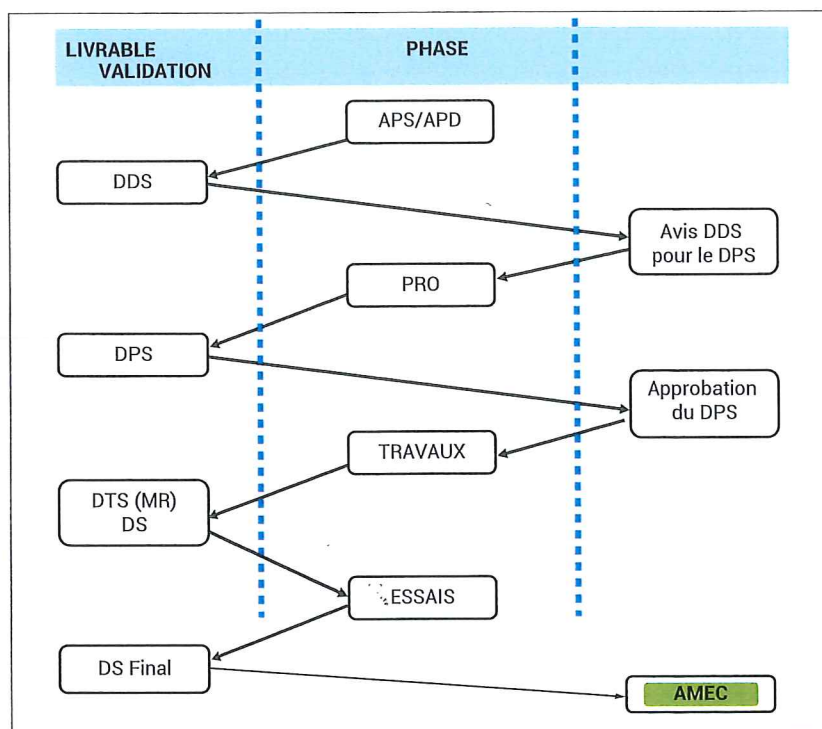 LIVRABLE
VALIDATION
PHASE
APS/APD
DDS
Avis DDS
pour le DPS
PRO
DPS
Approbation
du DPS
TRAVAUX
DTS (MR)
DS
ESSAIS
DS Final
AMEC